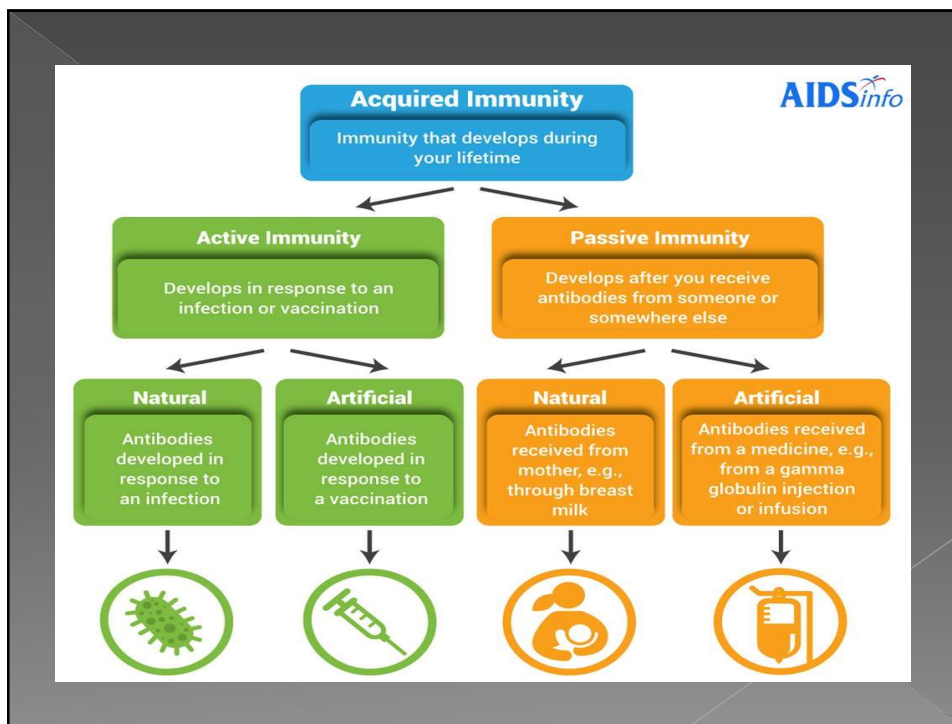 AIDSinfo
Acquired Immunity
Immunity that develops during
your lifetime
Active Immunity
Develops in response to an
infection or vaccination
Passive Immunity
Develops after you receive
antibodies from someone or
somewhere else
Natural
Antibodies
developed in
response to
an infection
Artificial
Antibodies
developed in
response to
a vaccination
Natural
Antibodies
received from
mother, e.g.,
through breast
milk
Artificial
Antibodies received
from a medicine, e.g.,
from a gamma
globulin injection
or infusion